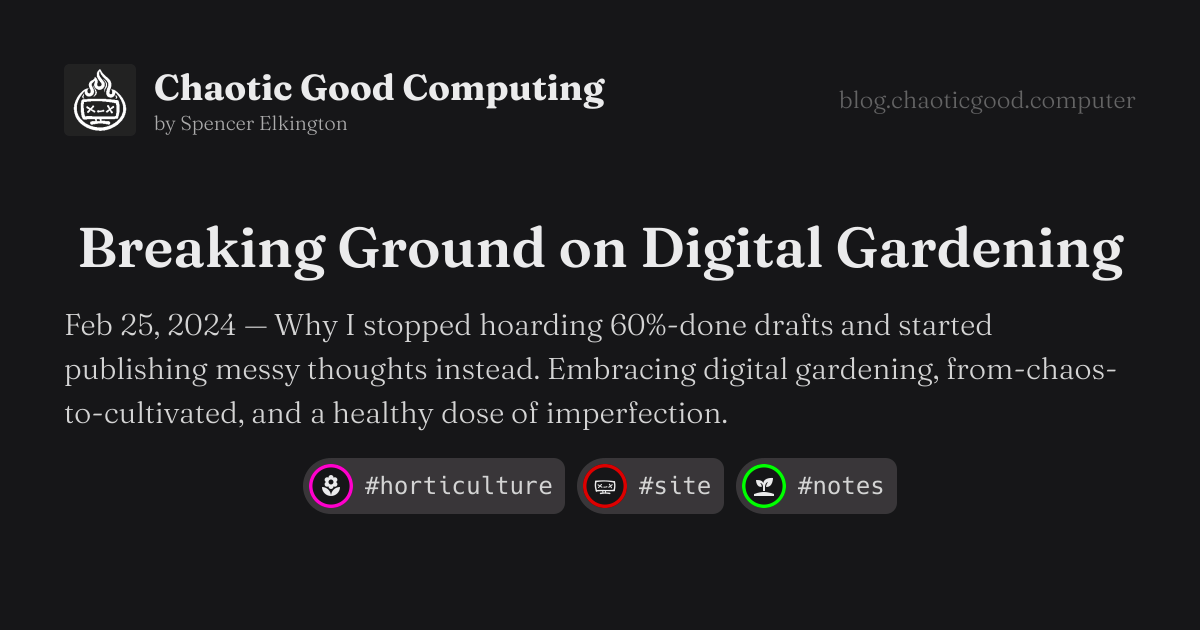 Chaotic Good Computing
by Spencer Elkington
blog.chaoticgood.computer
Breaking Ground on Digital Gardening
Feb 25, 2024 — Why I stopped hoarding 60%-done drafts and started
publishing messy thoughts instead. Embracing digital gardening, from-chaos-
to-cultivated, and a healthy dose of imperfection.
#horticulture #site #notes